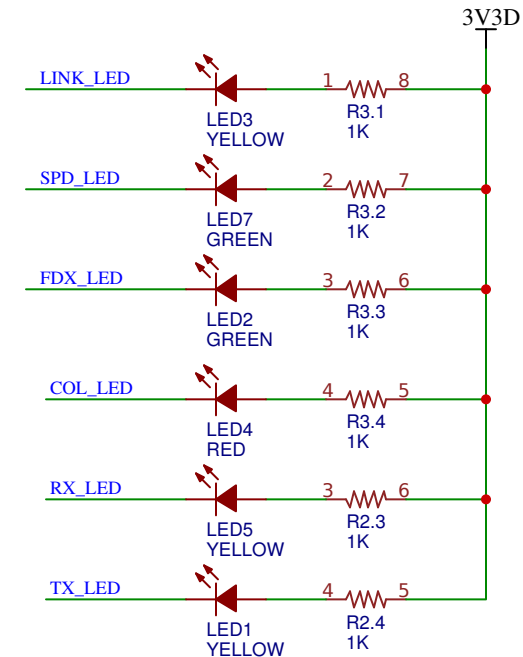 3V3D
LINK_LED
1 8
LED3
YELLOW
R3.1
1K
SPD_LED
2 7
LED7
GREEN
R3.2
1K
FDX_LED
3 6
LED2
GREEN
R3.3
1K
COL_LED
4 5
LED4
RED
R3.4
1K
RX_LED
3 6
LED5
YELLOW
R2.3
1K
TX_LED
4 5
LED1
YELLOW
R2.4
1K